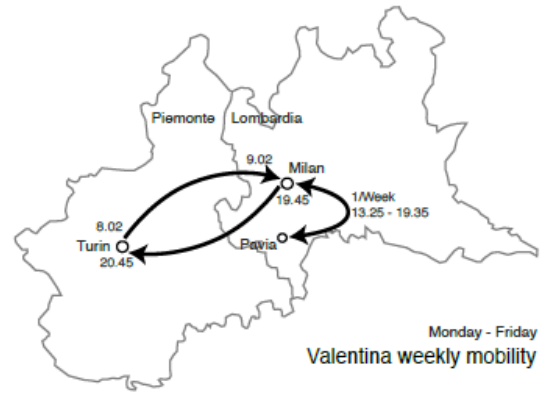 Piemonte
Lombardia
9.02
Milan
19.45
1/Week
13.25 - 19.35
8.02
Turin
20.45
Pavia
Monday - Friday
Valentina weekly mobility